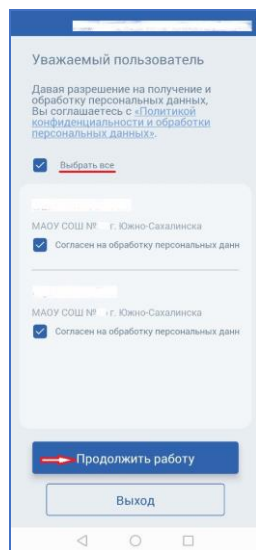 Уважаемый пользователь
Давая разрешение на получение и
обработку персональных данных,
Вы соглашаетесь с «Политикой
конфиденциальности и обработки
персональных данных».
Выбрать все
МАОУ СОШ № г. Южно-Сахалинска
Согласен на обработку персональных данн
МАОУ СОШ № г. Южно-Сахалинска
Согласен на обработку персональных данн
Продолжить работу
Выход